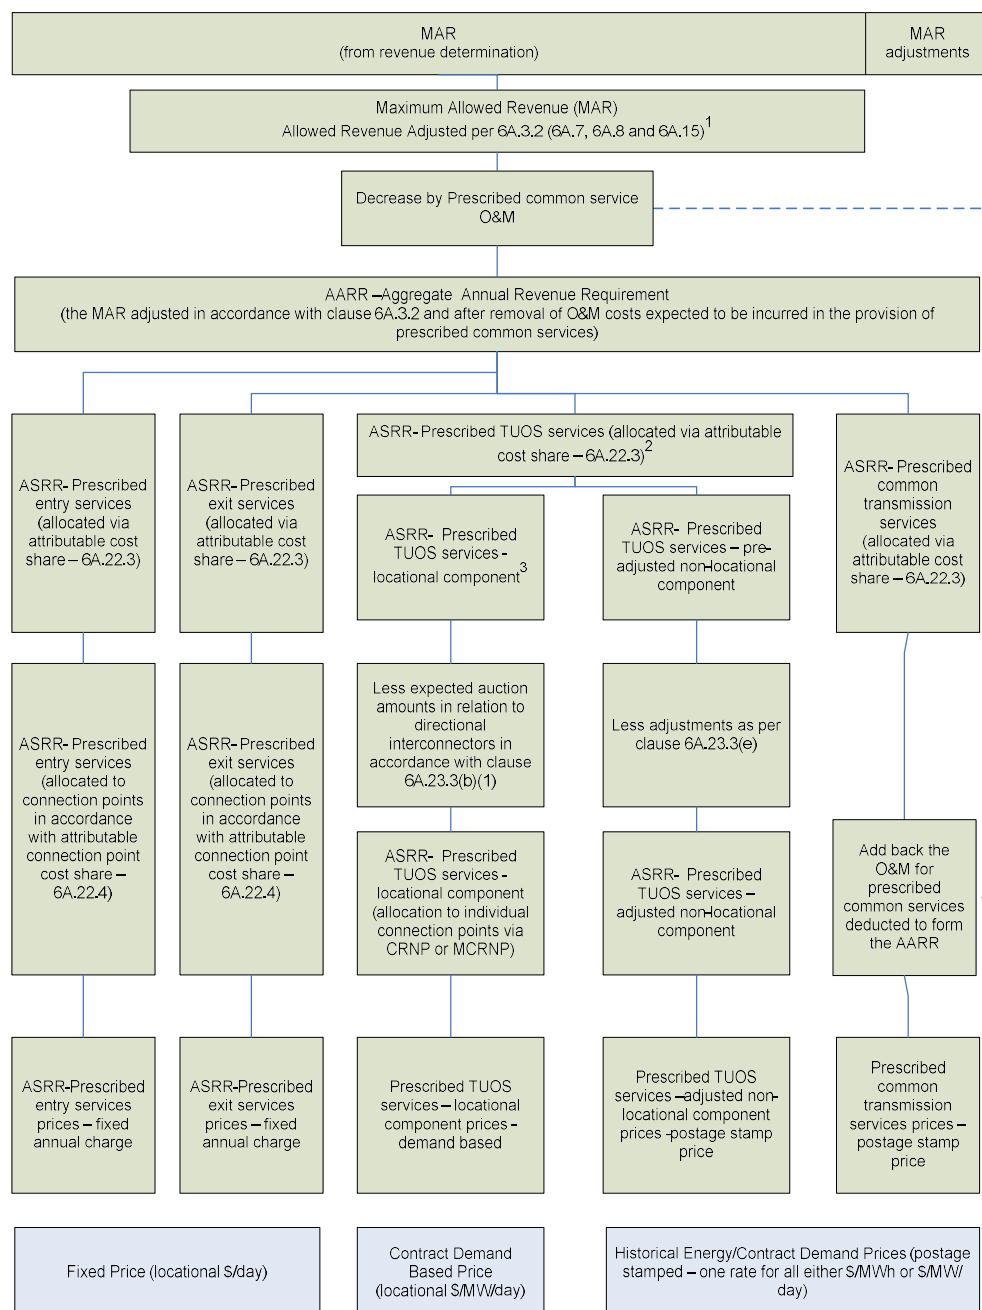 MAR
(from revenue determination)
MAR
adjustments
Maximum Allowed Revenue (MAR)
Allowed Revenue Adjusted per 6A.3.2 (6A.7, 6A.8 and 6A.15)1
Decrease by Prescribed common service
O&M
AARR – Aggregate Annual Revenue Requirement
(the MAR adjusted in accordance with clause 6A.3.2 and after removal of O&M costs expected to be incurred in the provision of
prescribed common services)
ASRR- Prescribed
entry services
(allocated via
attributable cost
share – 6A.22.3)
ASRR- Prescribed
exit services
(allocated via
attributable cost
share – 6A.22.3)
ASRR- Prescribed TUOS services (allocated via attributable
cost share – 6A.22.3)2
ASRR- Prescribed
TUOS services -
locational component3
ASRR- Prescribed
TUOS services – pre-
adjusted non-locational
component
ASRR- Prescribed
common
transmission
services
(allocated via
attributable cost
share – 6A.22.3)
ASRR- Prescribed
entry services
(allocated to
connection points
in accordance
with attributable
connection point
cost share –
6A.22.4)
ASRR- Prescribed
exit services
(allocated to
connection points
in accordance
with attributable
connection point
cost share –
6A.22.4)
Less expected auction
amounts in relation to
directional
interconnectors in
accordance with clause
6A.23.3(b)(1)
Less adjustments as per
clause 6A.23.3(e)
ASRR- Prescribed
TUOS services -
locational component
(allocation to individual
connection points via
CRNP or MCRNP)
ASRR- Prescribed
TUOS services –
adjusted non-locational
component
Add back the
O&M for
prescribed
common services
deducted to form
the AARR
ASRR-Prescribed
entry services
prices – fixed
annual charge
ASRR-Prescribed
exit services
prices – fixed
annual charge
Prescribed TUOS
services – locational
component prices -
demand based
Prescribed TUOS
services – adjusted non-
locational component
prices -postage stamp
price
Prescribed
common
transmission
services prices –
postage stamp
price
Fixed Price (locational $/day)
Contract Demand
Based Price
(locational $/MW/day)
Historical Energy/Contract Demand Prices (postage
stamped – one rate for all either $/MWh or $/MW/
day)